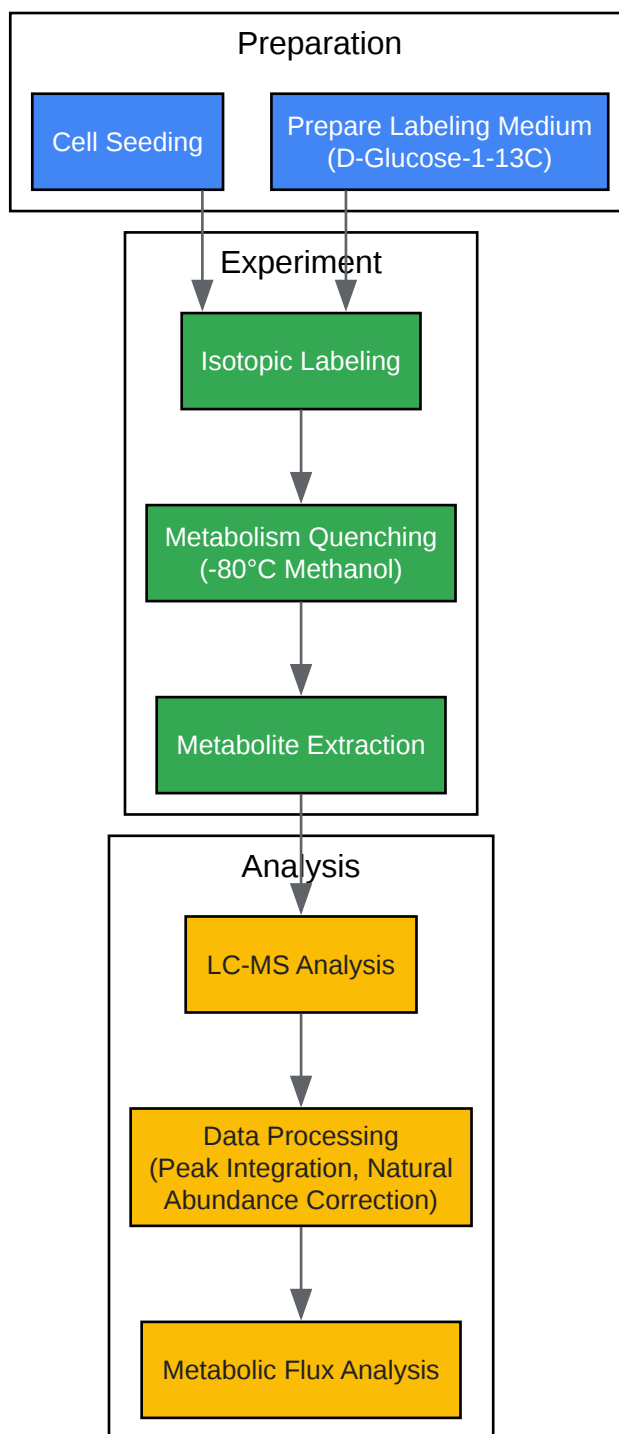 Preparation
Cell Seeding
Prepare Labeling Medium
(D-Glucose-1-13C)
Experiment
Isotopic Labeling
Metabolism Quenching
(-80°C Methanol)
Metabolite Extraction
Analysis
LC-MS Analysis
Data Processing
(Peak Integration, Natural
Abundance Correction)
Metabolic Flux Analysis